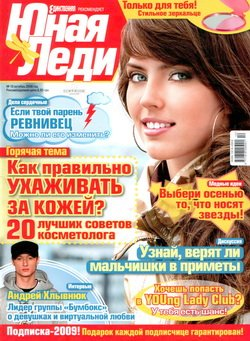 Только для тебя!
Стильное зеркальце
Единственная РЕКОМЕНДУЕТ
Юная
Леди
Дела сердечные
Если твой парень
РЕВНИВЕЦ
Можно ли его изменить?
Горячая тема
Как правильно
УХАЖИВАТЬ
ЗА КОЖЕЙ?
20 лучших советов
косметолога
Модные идеи
Выбери осенью
то, что носят
звезды!
Дискуссия
Узнай, верят ли
мальчишки в приметы
Интервью
Андрей Хлывнюк
Лидер группы «Бумбокс»
о девушках и виртуальной любви
Хочешь попасть
в YOUng Lady Club?
У тебя есть шанс!
Подписка-2009! Подарок каждой подписчице гарантирован!